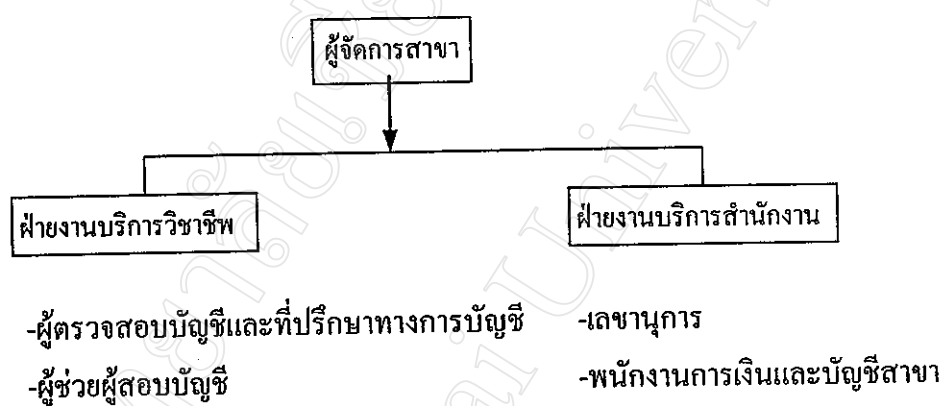 ผู้จัดการสาขา
ฝ่ายงานบริการวิชาชีพ
ฝ่ายงานบริการสำนักงาน
-ผู้ตรวจสอบบัญชีและที่ปรึกษาทางการบัญชี
-เลขานุการ
-ผู้ช่วยผู้สอบบัญชี
-พนักงานการเงินและบัญชีสาขา